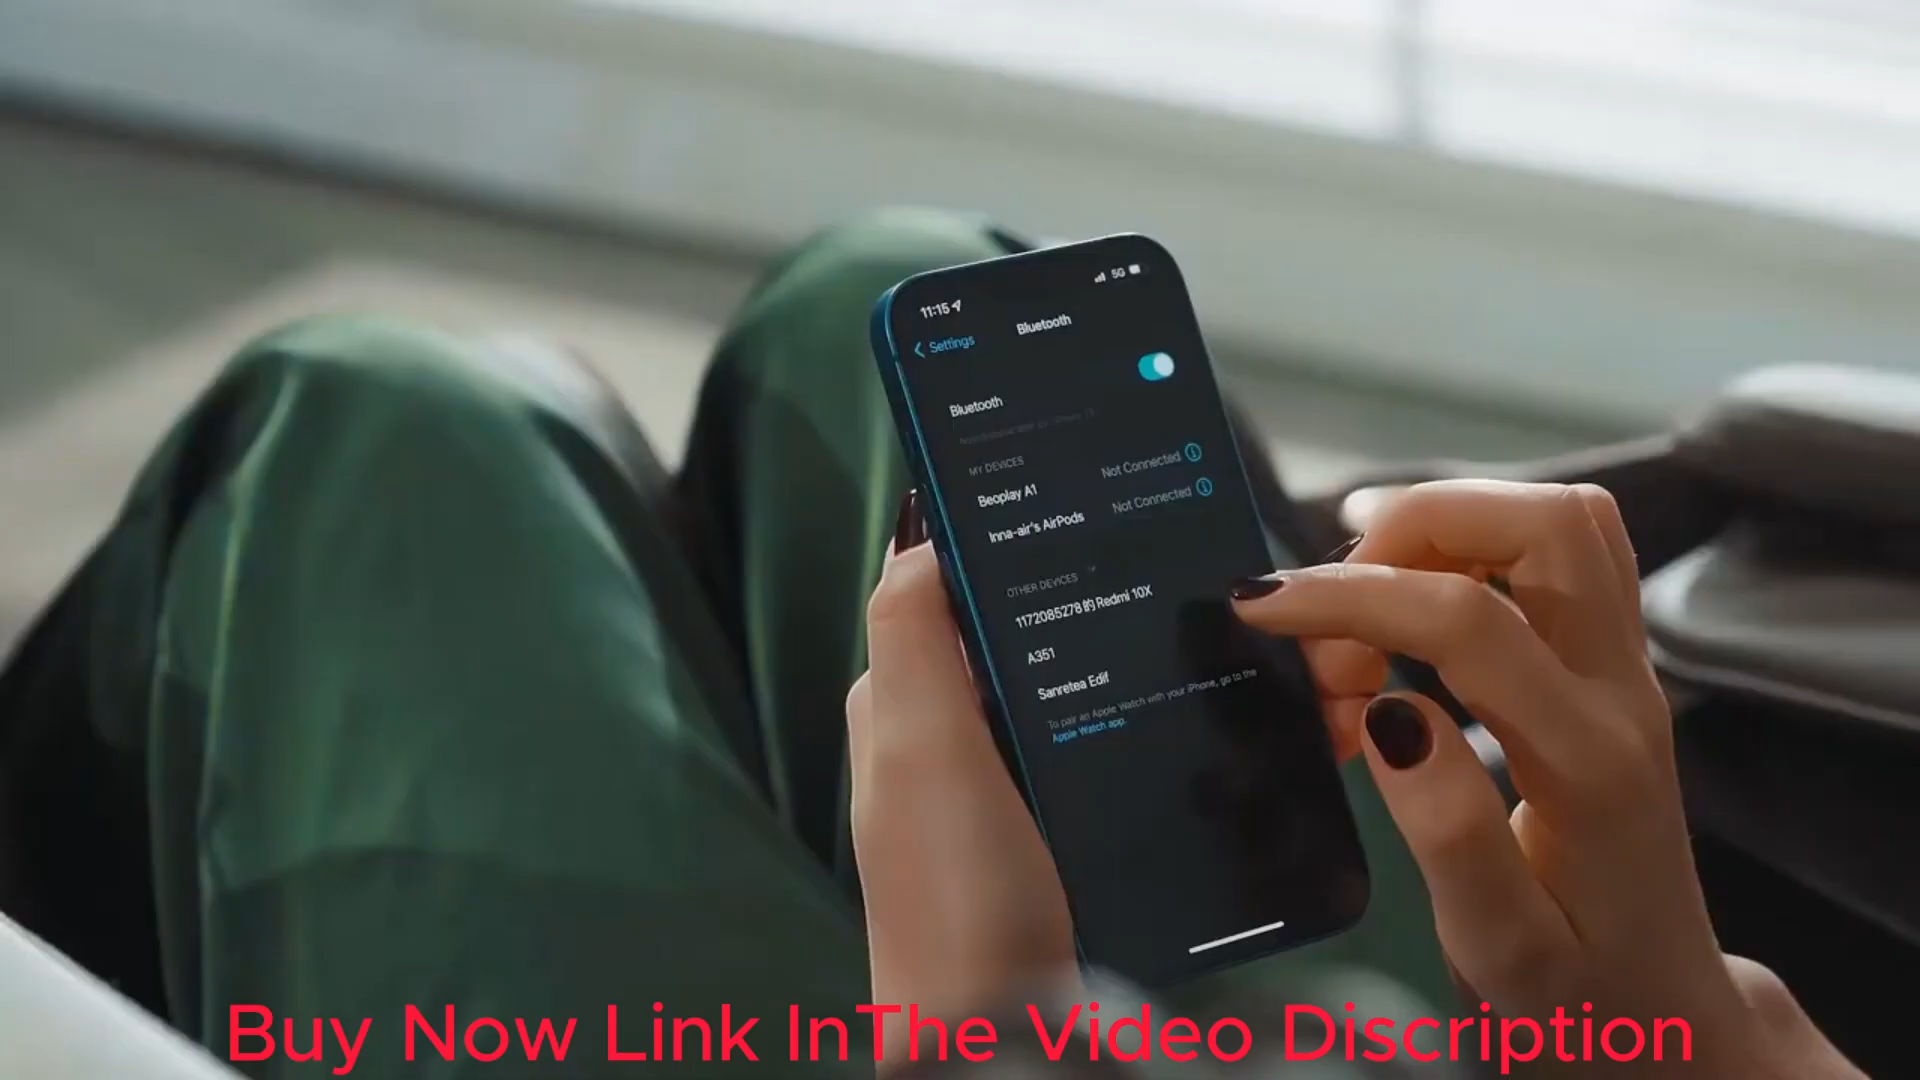 11:15
5G
Settings
Bluetooth
Bluetooth
MY DEVICES
Beoplay A1 Not Connected
Inna-air's AirPods Not Connected
OTHER DEVICES
1172085278的 Redmi 10X
A351
Sanretea Edif
To pair an Apple Watch with your iPhone, go to the
Apple Watch app.
Buy Now Link InThe Video Discription